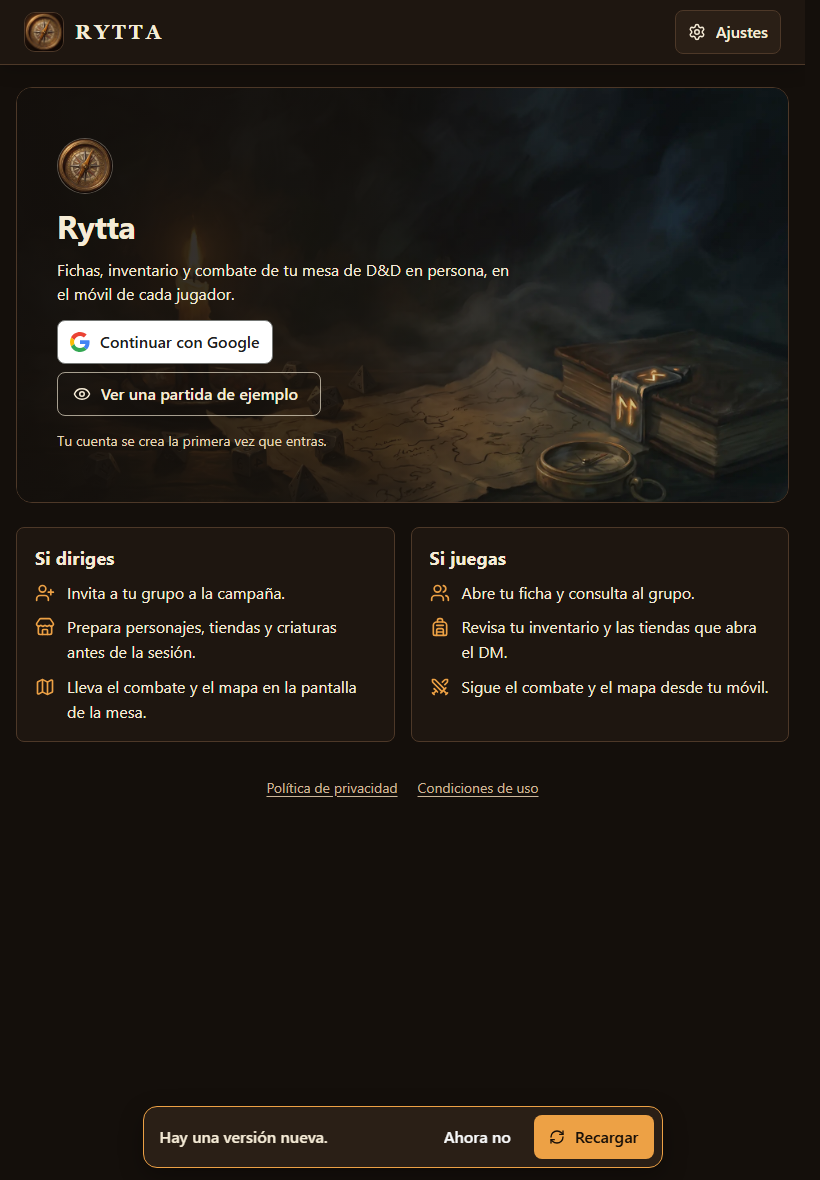 RYTTA
Ajustes
Rytta
Fichas, inventario y combate de tu mesa de D&D en persona, en
el móvil de cada jugador.
Continuar con Google
Ver una partida de ejemplo
Tu cuenta se crea la primera vez que entras.
Si diriges
Invita a tu grupo a la campaña.
Prepara personajes, tiendas y criaturas
antes de la sesión.
Lleva el combate y el mapa en la pantalla
de la mesa.
Si juegas
Abre tu ficha y consulta al grupo.
Revisa tu inventario y las tiendas que abra
el DM.
Sigue el combate y el mapa desde tu móvil.
Política de privacidad
Condiciones de uso
Hay una versión nueva.
Ahora no
Recargar